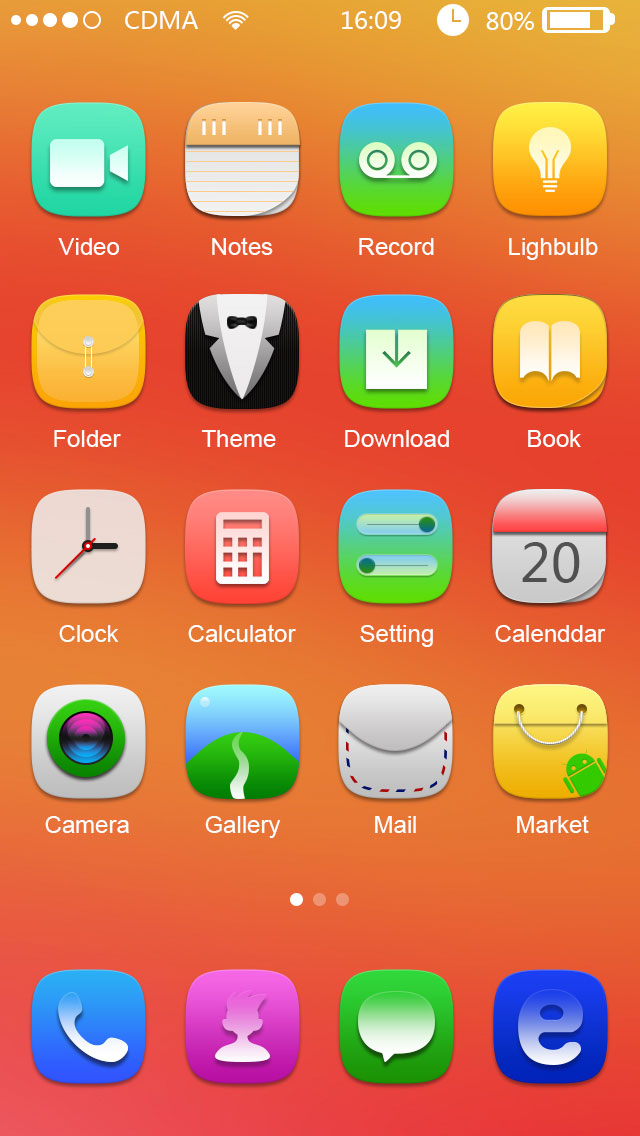 CDMA 16:09 80%
Video Notes Record Lighbulb
Folder Theme Download Book
20
Clock Calculator Setting Calenddar
Camera Gallery Mail Market
e